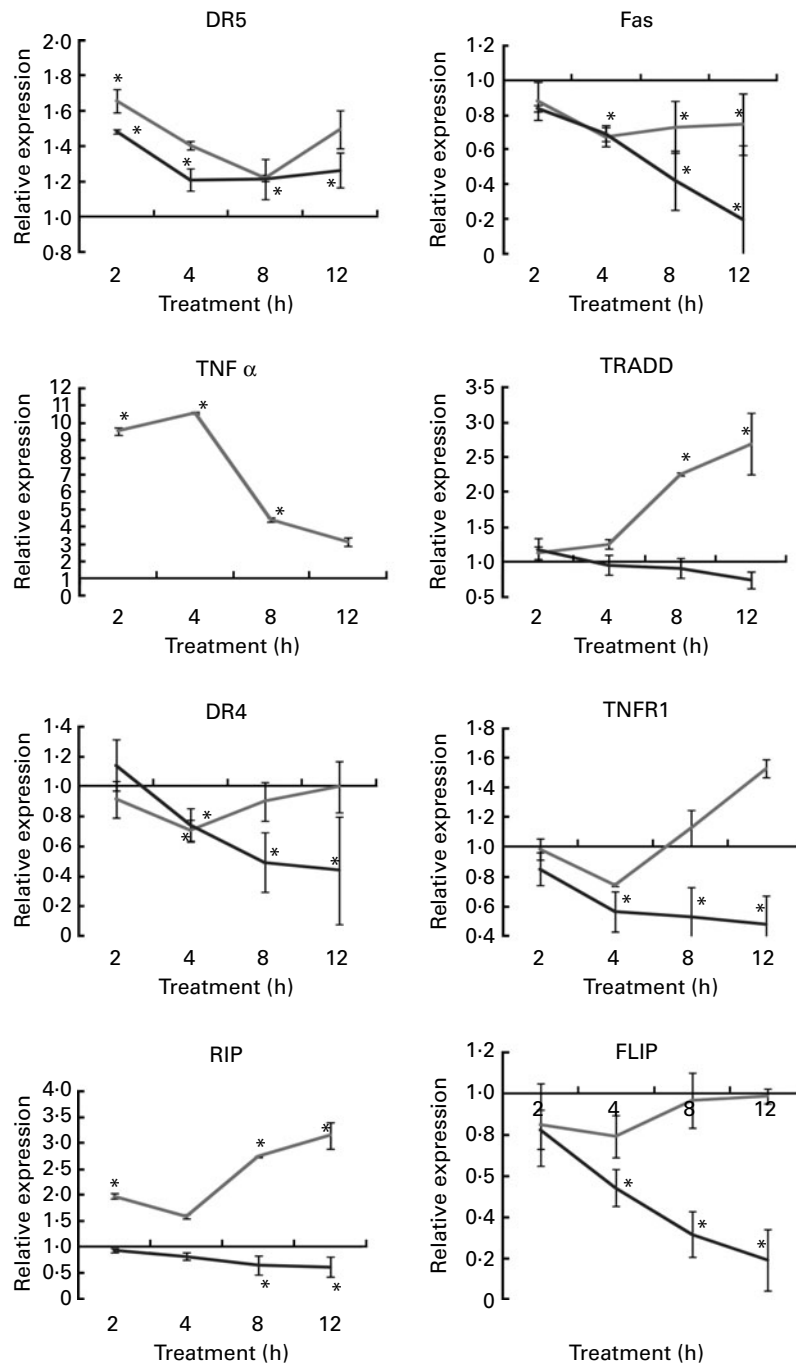 DR5
Relative expression
2·0
1·8
1·6
1·4
1·2
1·0
0·8
*
*
*
*
*
2 4 8 12
Treatment (h)
Fas
Relative expression
1·2
1·0
0·8
0·6
0·4
0·2
0
* * *
*
*
2 4 8 12
Treatment (h)
TNF α
Relative expression
12
11
10
9
8
7
6
5
4
3
2
1
0
* *
*
2 4 8 12
Treatment (h)
TRADD
Relative expression
3·5
3·0
2·5
2·0
1·5
1·0
0·5
* *
2 4 8 12
Treatment (h)
DR4
Relative expression
1·4
1·2
1·0
0·8
0·6
0·4
0·2
0
*
*
* *
2 4 8 12
Treatment (h)
TNFR1
Relative expression
1·8
1·6
1·4
1·2
1·0
0·8
0·6
0·4
* * *
2 4 8 12
Treatment (h)
RIP
Relative expression
4·0
3·5
3·0
2·5
2·0
1·5
1·0
0·5
0
* * *
* *
2 4 8 12
Treatment (h)
FLIP
Relative expression
1·2
1·0
0·8
0·5
0·4
0·2
0
2 4 8 12
*
*
*
Treatment (h)